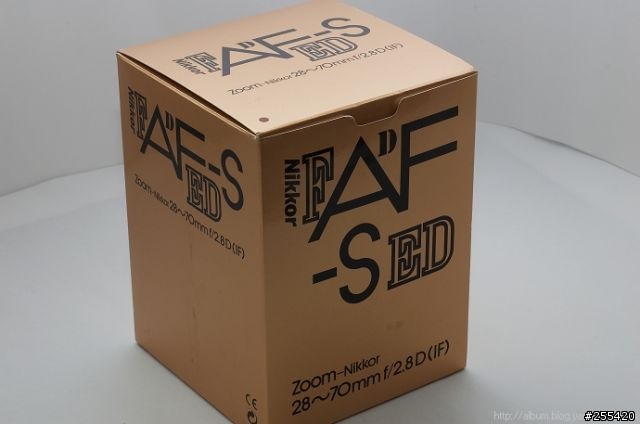 Nikkor
F AF-S
ED
Zoom-Nikkor 28～70mm f/2.8D(IF)
F AF-S
ED
Zoom-Nikkor 28～70mm f/2.8D(IF)
CE
Nikkor
F AF D
-S ED
Zoom-Nikkor
28～70mm f/2.8D(IF)
http://album.blog.
#255420